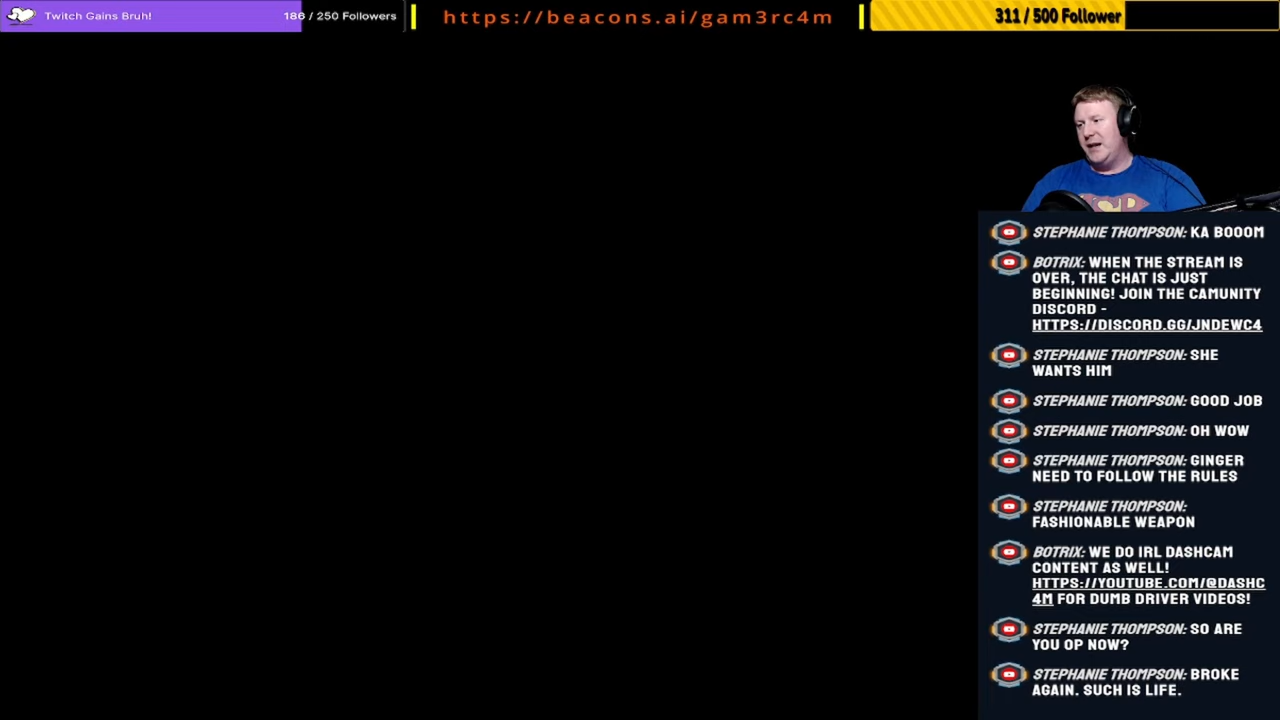 Twitch Gains Bruh! 186 / 250 Followers
https://beacons.ai/gam3rc4m
311 / 500 Follower
STEPHANIE THOMPSON: KA BOOOM
BOTRIX: WHEN THE STREAM IS
OVER, THE CHAT IS JUST
BEGINNING! JOIN THE CAMUNITY
DISCORD -
HTTPS://DISCORD.GG/JNDEWC4
STEPHANIE THOMPSON: SHE
WANTS HIM
STEPHANIE THOMPSON: GOOD JOB
STEPHANIE THOMPSON: OH WOW
STEPHANIE THOMPSON: GINGER
NEED TO FOLLOW THE RULES
STEPHANIE THOMPSON:
FASHIONABLE WEAPON
BOTRIX: WE DO IRL DASHCAM
CONTENT AS WELL!
HTTPS://YOUTUBE.COM/@DASHC
4M FOR DUMB DRIVER VIDEOS!
STEPHANIE THOMPSON: SO ARE
YOU OP NOW?
STEPHANIE THOMPSON: BROKE
AGAIN. SUCH IS LIFE.